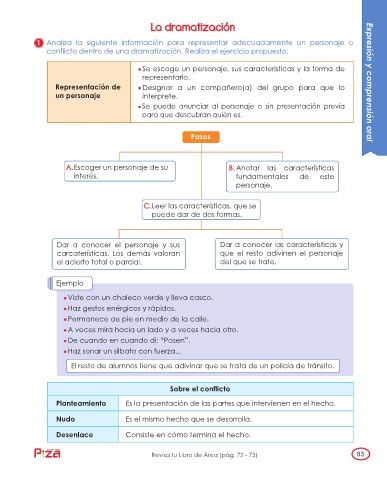 La dramatización
1 Analiza la siguiente información para representar adecuadamente un personaje o
conflicto dentro de una dramatización. Realiza el ejercicio propuesto.
Representación de
un personaje
• Se escoge un personaje, sus características y la forma de
representarlo.
• Designar a un compañero(a) del grupo para que lo
interprete.
• Se puede anunciar al personaje o sin presentación previa
para que descubran quién es.
Pasos
A. Escoger un personaje de su
interés.
B. Anotar las características
fundamentales de este
personaje.
C. Leer las características, que se
puede dar de dos formas.
Dar a conocer el personaje y sus
carcaterísticas. Los demás valoran
el acierto total o parcial.
Dar a conocer las características y
que el resto adivinen el personaje
del que se trate.
Ejemplo
• Viste con un chaleco verde y lleva casco.
• Haz gestos enérgicos y rápidos.
• Permanece de pie en medio de la calle.
• A veces mira hacia un lado y a veces hacia otro.
• De cuando en cuando di: “Pasen”.
• Haz sonar un silbato con fuerza...
El resto de alumnos tiene que adivinar que se trata de un policía de tránsito.
Sobre el conflicto
Planteamiento Es la presentación de las partes que intervienen en el hecho.
Nudo Es el mismo hecho que se desarrolla.
Desenlace Consiste en cómo termina el hecho.
Revisa tu Libro de Área (pág. 72 - 73)
83
Expresión y comprensión oral